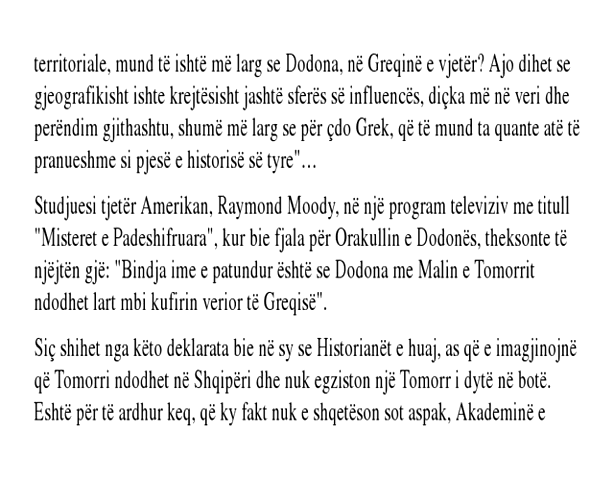 territoriale, mund të ishtë më larg se Dodona, në Greqinë e vjetër? Ajo dihet se
gjeografikisht ishte krejtësisht jashtë sferës së influencës, diçka më në veri dhe
perëndim gjithashtu, shumë më larg se për çdo Grek, që të mund ta quante atë të
pranueshme si pjesë e historisë së tyre"…
Studjuesi tjetër Amerikan, Raymond Moody, në një program televiziv me titull
"Misteret e Padeshifruara", kur bie fjala për Orakullin e Dodonës, theksonte të
njëjtën gjë: "Bindja ime e patundur është se Dodona me Malin e Tomorrit
ndodhet lart mbi kufirin verior të Greqisë".
Siç shihet nga këto deklarata bie në sy se Historianët e huaj, as që e imagjinojnë
që Tomorri ndodhet në Shqipëri dhe nuk egziston një Tomorr i dytë në botë.
Eshtë për të ardhur keq, që ky fakt nuk e shqetëson sot aspak, Akademinë e